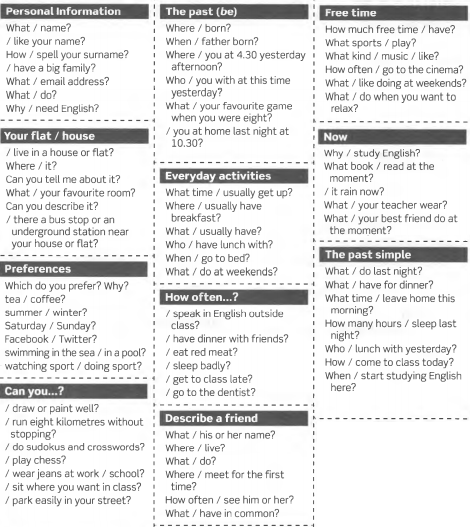 Personal Information
What / name?
/ like your name?
How / spell your surname?
/ have a big family?
What / email address?
What / do?
Why / need English?
Your flat / house
/ live in a house or flat?
Where / it?
Can you tell me about it?
What / your favourite room?
Can you describe it?
/ there a bus stop or an
underground station near
your house or flat?
Preferences
Which do you prefer? Why?
tea / coffee?
summer / winter?
Saturday / Sunday?
Facebook / Twitter?
swimming in the sea / in a pool?
watching sport / doing sport?
Can you...?
/ draw or paint well?
/ run eight kilometres without
stopping?
/ do sudokus and crosswords?
/ play chess?
/ wear jeans at work / school?
/ sit where you want in class?
/ park easily in your street?
The past (be)
Where / born?
When / father born?
Where / you at 4.30 yesterday
afternoon?
Who / you with at this time
yesterday?
What / your favourite game
when you were eight?
/ you at home last night at
10.30?
Everyday activities
What time / usually get up?
Where / usually have
breakfast?
What / usually have?
Who / have lunch with?
When / go to bed?
What / do at weekends?
How often...?
/ speak in English outside
class?
/ have dinner with friends?
/ eat red meat?
/ sleep badly?
/ get to class late?
/ go to the dentist?
Describe a friend
What / his or her name?
Where / live?
What / do?
Where / meet for the first
time?
How often / see him or her?
What / have in common?
Free time
How much free time / have?
What sports / play?
What kind / music / like?
How often / go to the cinema?
What / like doing at weekends?
What / do when you want to
relax?
Now
Why / study English?
What book / read at the
moment?
/ it rain now?
What / your teacher wear?
What / your best friend do at
the moment?
The past simple
What / do last night?
What / have for dinner?
What time / leave home this
morning?
How many hours / sleep last
night?
Who / lunch with yesterday?
How / come to class today?
When / start studying English
here?